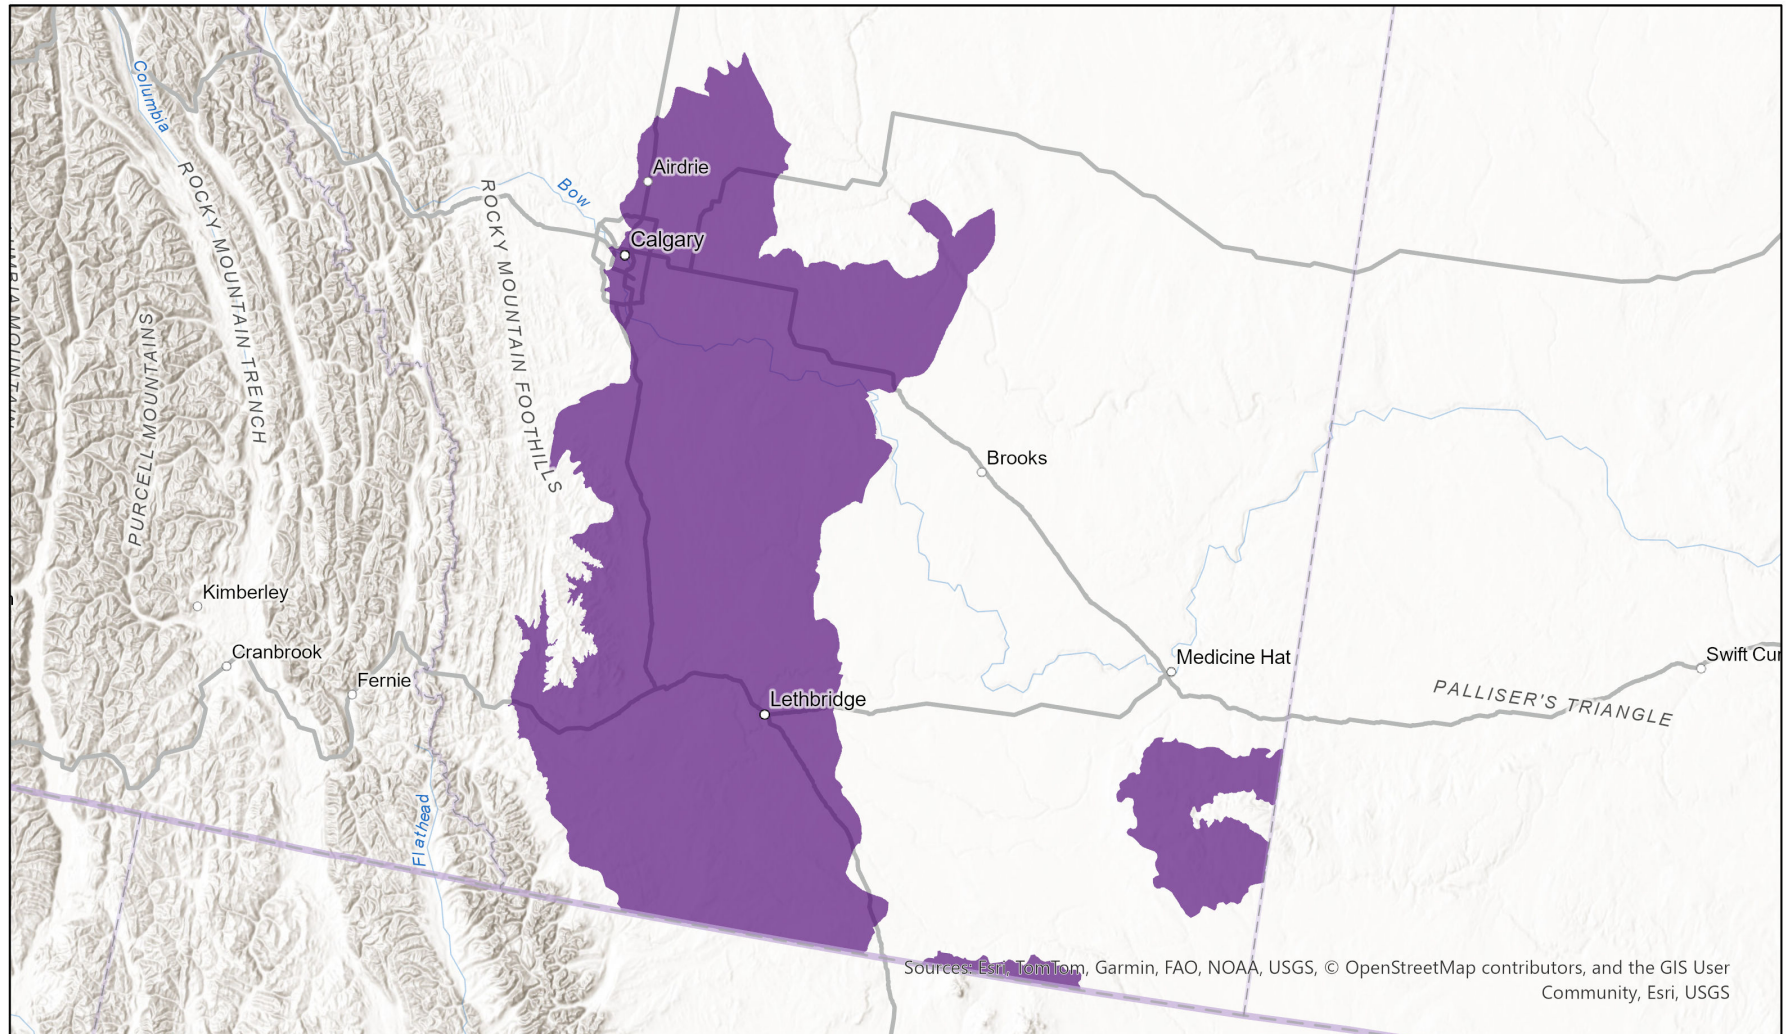 Columbia
ROCKY MOUNTAIN TRENCH
Bow
Airdrie
ROCKY MOUNTAIN FOOTHILLS
Calgary
PURCELL MOUNTAINS
Brooks
Kimberley
Cranbrook
Fernie
Medicine Hat
Swift Cur
PALLISER'S TRIANGLE
Lethbridge
Flathead
Sources: Esri, TomTom, Garmin, FAO, NOAA, USGS, © OpenStreetMap contributors, and the GIS User
Community, Esri, USGS